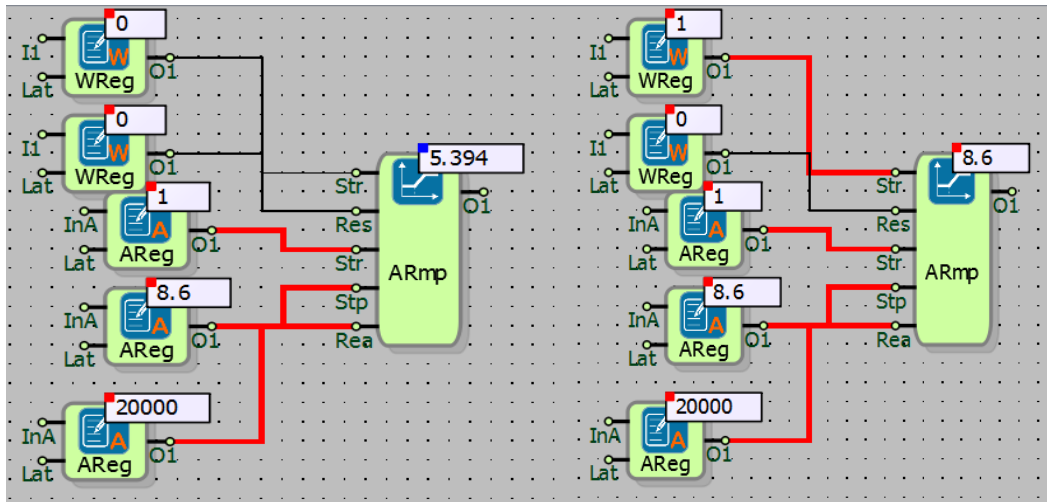 0
I1
W
O1
Lat
WReg
0
I1
W
O1
Lat
WReg
1
InA
A
O1
Lat
AReg
8.6
InA
A
O1
Lat
AReg
20000
InA
A
O1
Lat
AReg
5.394
Str
O1
Res
Str
ARmp
Stp
Rea
1
I1
W
O1
Lat
WReg
0
I1
W
O1
Lat
WReg
1
InA
A
O1
Lat
AReg
8.6
InA
A
O1
Lat
AReg
20000
InA
A
O1
Lat
AReg
8.6
Str
O1
Res
Str
ARmp
Stp
Rea